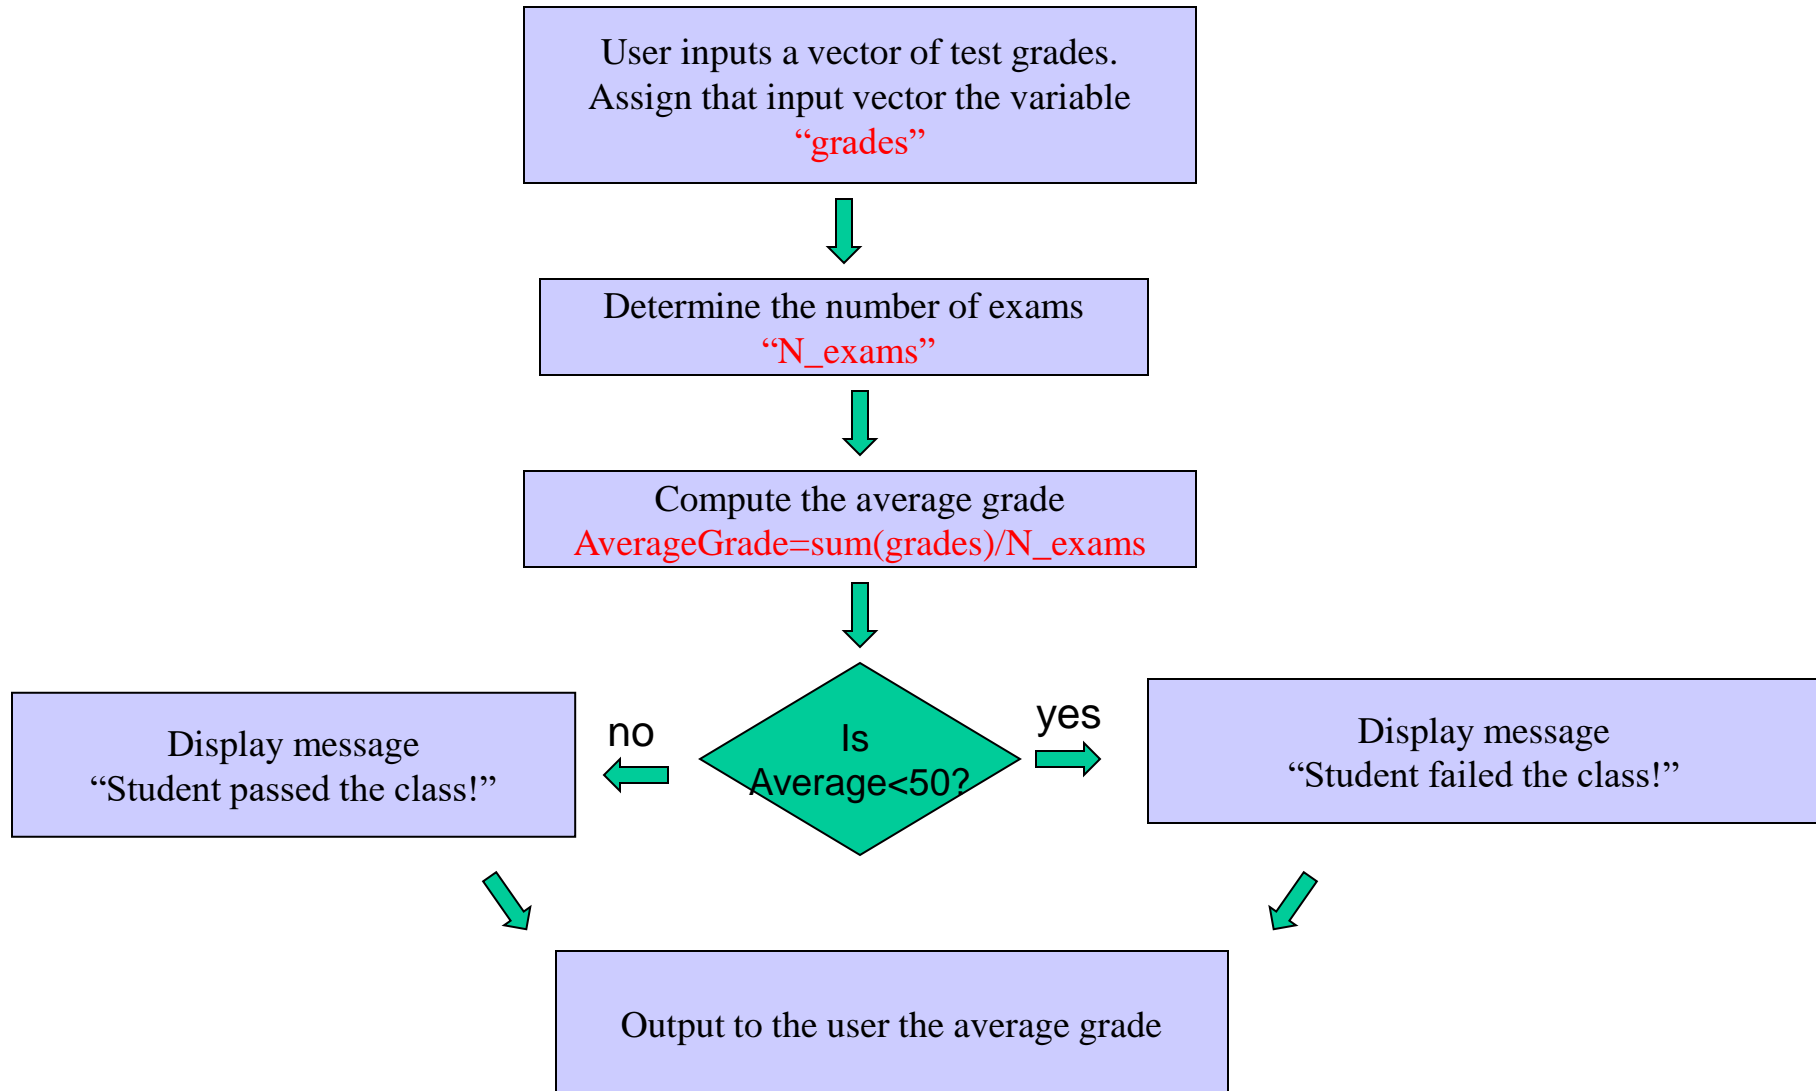 User inputs a vector of test grades.
Assign that input vector the variable
“grades”
Determine the number of exams
“N_exams”
Compute the average grade
AverageGrade=sum(grades)/N_exams
Is
Average<50?
no
yes
Display message
“Student passed the class!”
Display message
“Student failed the class!”
Output to the user the average grade